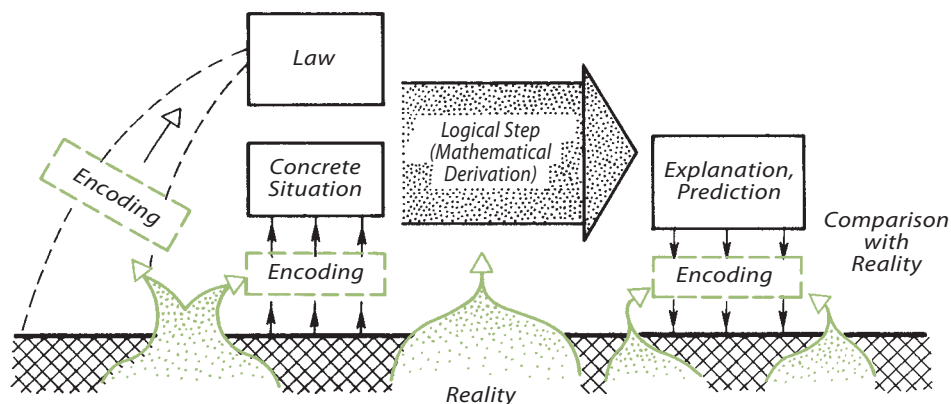 Law
Encoding
Concrete
Situation
Encoding
Logical Step
(Mathematical
Derivation)
Explanation,
Prediction
Encoding
Comparison
with
Reality
Reality